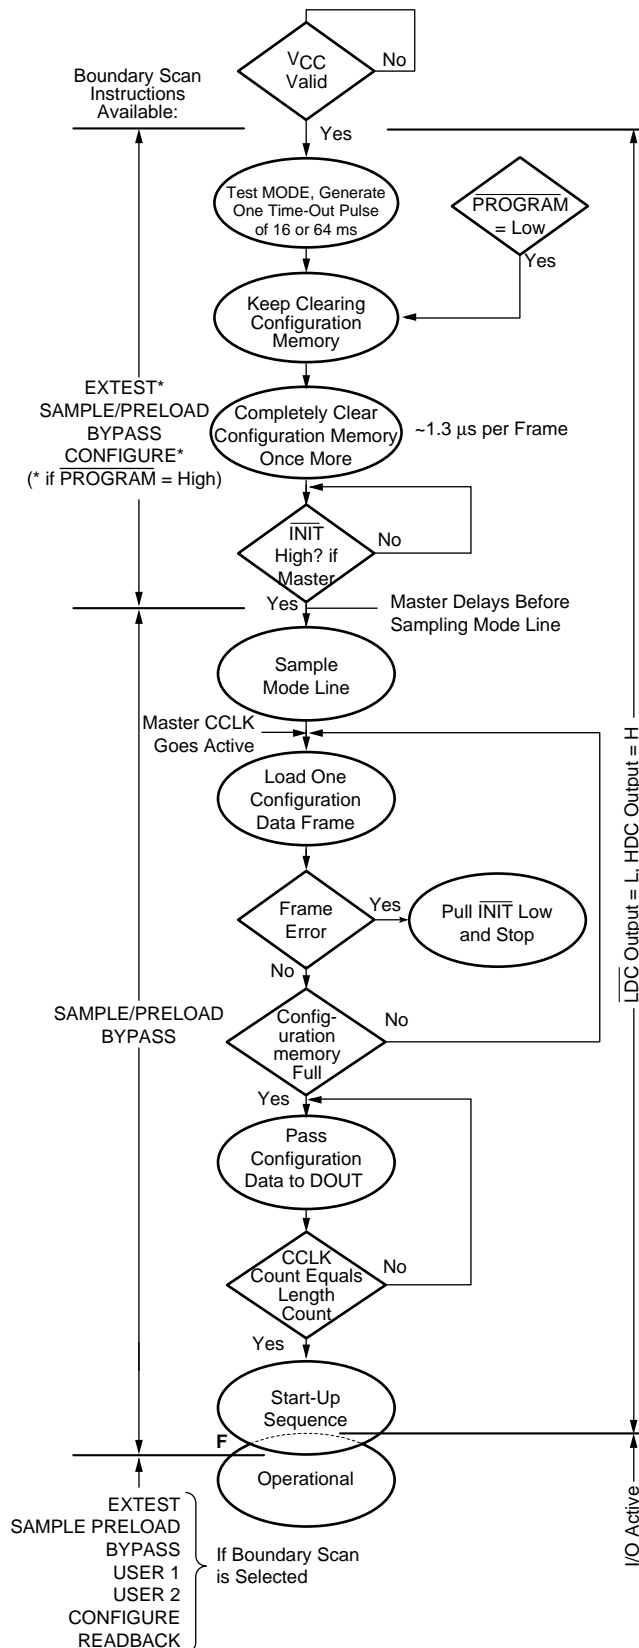 VCC
Valid
No
Boundary Scan
Instructions
Available:
Yes
Test MODE, Generate
One Time-Out Pulse
of 16 or 64 ms
PROGRAM
= Low
Yes
Keep Clearing
Configuration
Memory
EXTEST*
SAMPLE/PRELOAD
BYPASS
CONFIGURE*
(* if PROGRAM = High)
Completely Clear
Configuration Memory
Once More
~1.3 µs per Frame
INIT
High? if
Master
No
Yes
Master Delays Before
Sampling Mode Line
Sample
Mode Line
Master CCLK
Goes Active
Load One
Configuration
Data Frame
LDC Output = L, HDC Output = H
Frame
Error
Yes
Pull INIT Low
and Stop
No
SAMPLE/PRELOAD
BYPASS
Config-
uration
memory
Full
No
Yes
Pass
Configuration
Data to DOUT
CCLK
Count Equals
Length
Count
No
Yes
Start-Up
Sequence
F
Operational
I/O Active
EXTEST
SAMPLE PRELOAD
BYPASS
USER 1
USER 2
CONFIGURE
READBACK
If Boundary Scan
is Selected